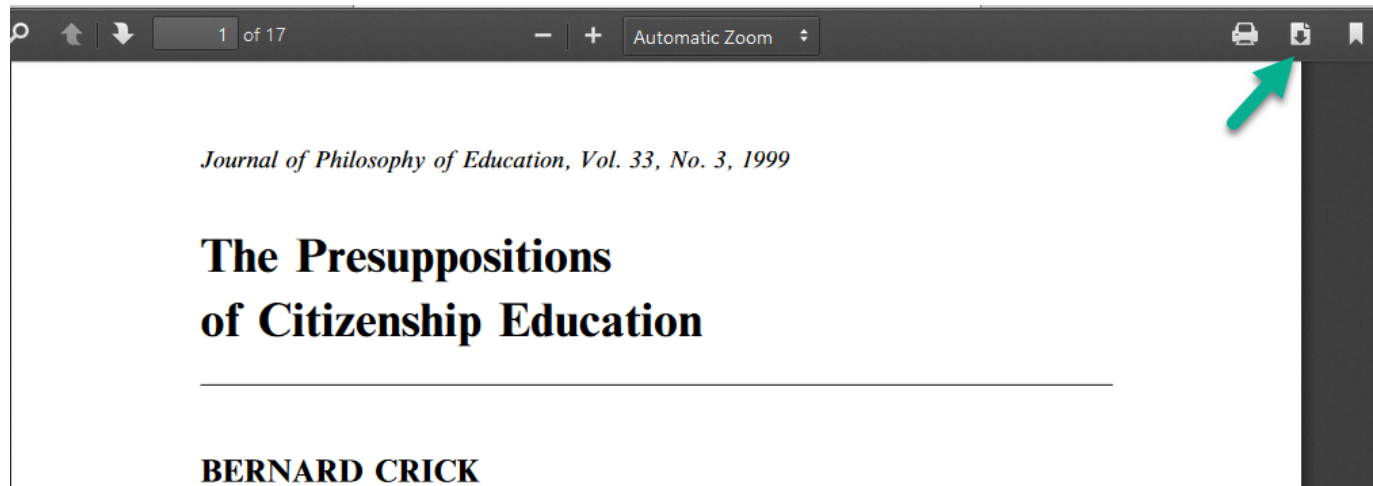 1 of 17 Automatic Zoom
Journal of Philosophy of Education, Vol. 33, No. 3, 1999
The Presuppositions
of Citizenship Education
BERNARD CRICK